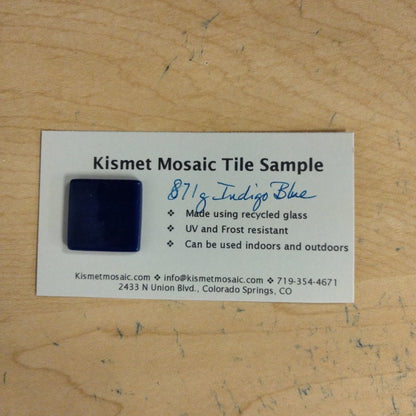 Kismet Mosaic Tile Sample
871g Indigo Blue
❖ Made using recycled glass
❖ UV and Frost resistant
❖ Can be used indoors and outdoors
Kismetmosaic.com ❖ info@kismetmosaic.com ❖ 719-354-4671
2433 N Union Blvd., Colorado Springs, CO